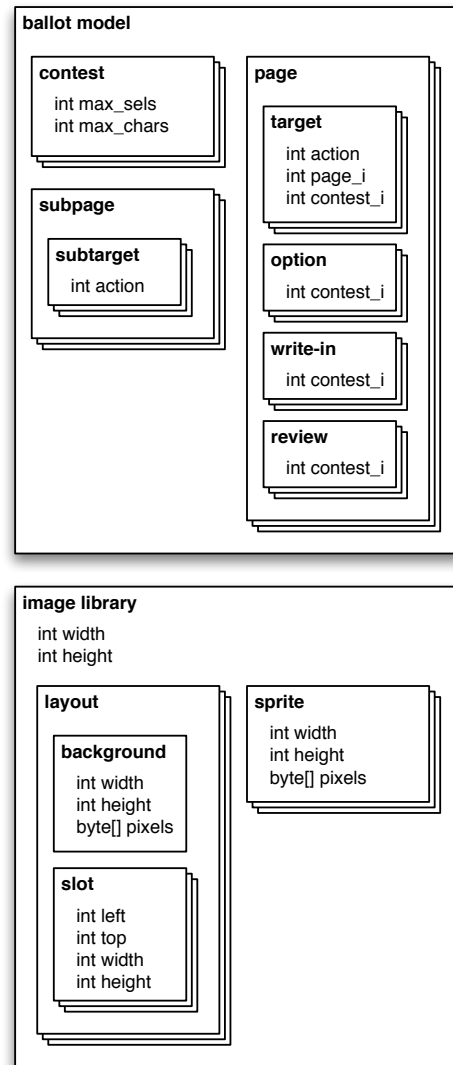 ballot model
contest
int max_sels
int max_chars
subpage
subtarget
int action
page
target
int action
int page_i
int contest_i
option
int contest_i
write-in
int contest_i
review
int contest_i
image library
int width
int height
layout
background
int width
int height
byte[] pixels
slot
int left
int top
int width
int height
sprite
int width
int height
byte[] pixels